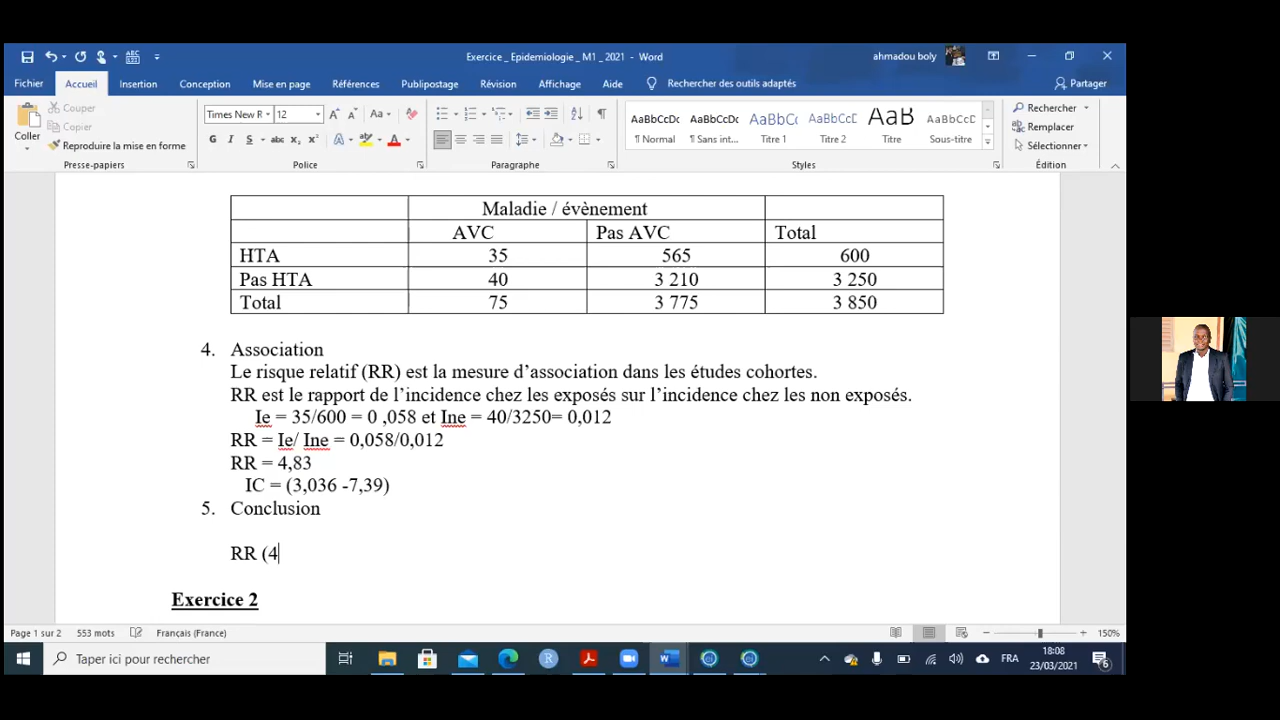 Exercice _ Epidemiologie _ M1 _ 2021 - Word
ahmadou boly
Fichier Accueil Insertion Conception Mise en page Références Publipostage Révision Affichage Aide Rechercher des outils adaptés Partager
Coller
Couper
Copier
Reproduire la mise en forme
Presse-papiers
Times New R 12
Police
Paragraphe
AaBbCcDc AaBbCcDc AaBbCc AaBbCcD AaB AaBbCcD
¶ Normal ¶ Sans int... Titre 1 Titre 2 Titre Sous-titre
Styles
Rechercher
Remplacer
Sélectionner
Édition
Maladie / évènement
AVC Pas AVC Total
HTA 35 565 600
Pas HTA 40 3 210 3 250
Total 75 3 775 3 850
4. Association
Le risque relatif (RR) est la mesure d’association dans les études cohortes.
RR est le rapport de l’incidence chez les exposés sur l’incidence chez les non exposés.
Ie = 35/600 = 0 ,058 et Ine = 40/3250= 0,012
RR = Ie/ Ine = 0,058/0,012
RR = 4,83
IC = (3,036 -7,39)
5. Conclusion
RR (4
Exercice 2
Page 1 sur 2 553 mots Français (France) 150%
Taper ici pour rechercher
FRA
18:08
23/03/2021
6